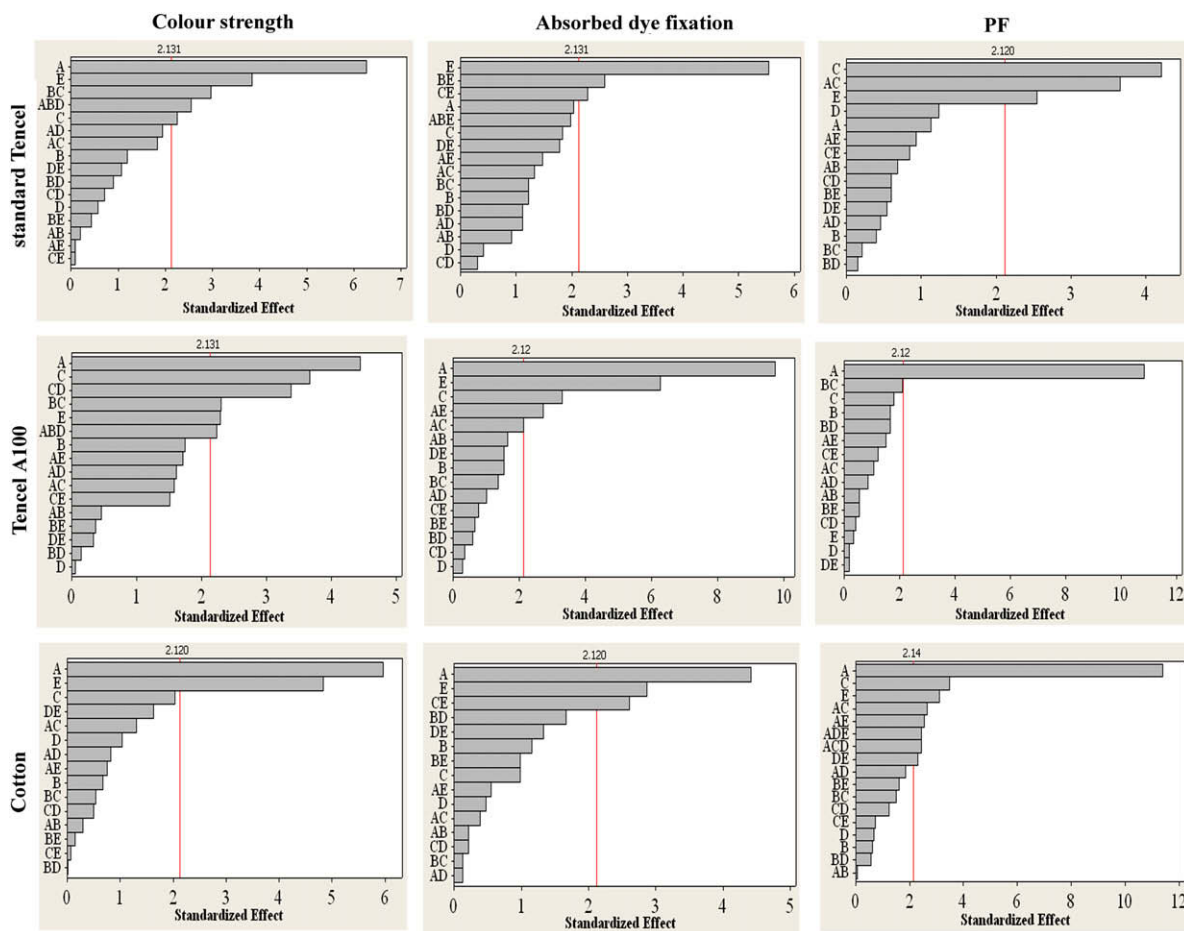 Colour strength Absorbed dye fixation PF
standard Tencel
2.131
A
E
BC
ABD
C
AD
AC
B
DE
BD
CD
D
BE
AB
AE
CE
0 1 2 3 4 5 6 7
Standardized Effect
2.131
E
BE
CE
A
ABE
C
DE
AE
AC
BC
B
BD
AD
AB
D
CD
0 1 2 3 4 5 6
Standardized Effect
2.120
C
AC
E
D
A
AE
CE
AB
CD
BE
DE
AD
B
BC
BD
0 1 2 3 4
Standardized Effect
Tencel A100
2.131
A
C
CD
BC
E
ABD
B
AE
AD
AC
CE
AB
BE
DE
BD
D
0 1 2 3 4 5
Standardized Effect
2.12
A
E
C
AE
AC
AB
DE
B
BC
AD
CE
BE
BD
CD
D
0 2 4 6 8 10
Standardized Effect
2.12
A
BC
C
B
BD
AE
CE
AC
AD
AB
BE
CD
E
D
DE
0 2 4 6 8 10 12
Standardized Effect
Cotton
2.120
A
E
C
DE
AC
D
AD
AE
B
BC
CD
AB
BE
CE
BD
0 1 2 3 4 5 6
Standardized Effect
2.120
A
E
CE
BD
DE
B
BE
C
AE
D
AC
AB
CD
BC
AD
0 1 2 3 4 5
Standardized Effect
2.14
A
C
E
AC
AE
ADE
ACD
DE
AD
BE
BC
CD
CE
D
B
BD
AB
0 2 4 6 8 10 12
Standardized Effect